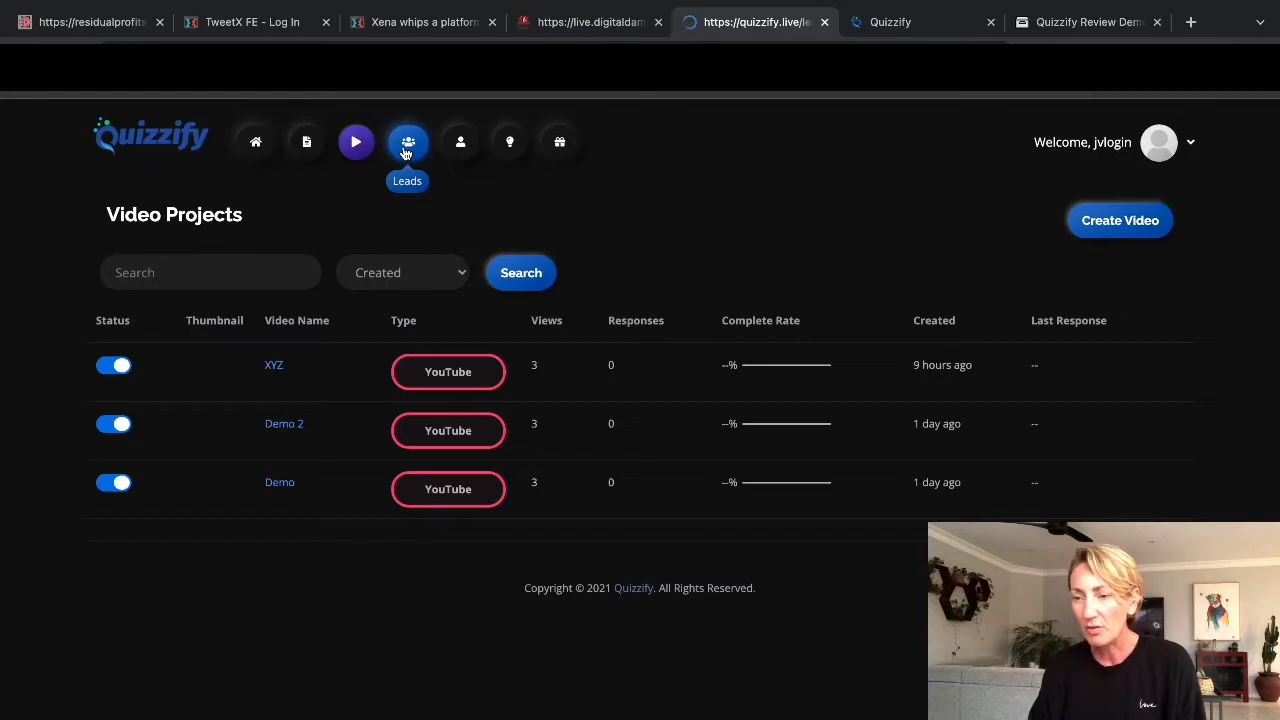 https://residualprofits
TweetX FE - Log In
Xena whips a platform
https://live.digitaldam
https://quizzify.live/le
Quizzify
Quizzify Review Demo
Quizzify
Welcome, jvlogin
Leads
Video Projects
Create Video
Search
Created
Search
Status Thumbnail Video Name Type Views Responses Complete Rate Created Last Response
XYZ YouTube 3 0 --% 9 hours ago --
Demo 2 YouTube 3 0 --% 1 day ago --
Demo YouTube 3 0 --% 1 day ago --
Copyright © 2021 Quizzify. All Rights Reserved.
love